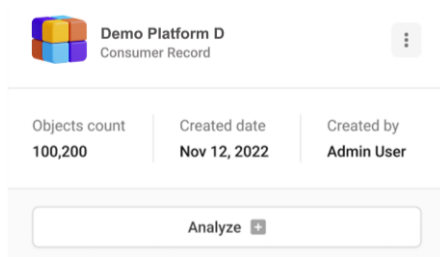 Demo Platform D
Consumer Record
Objects count
100,200
Created date
Nov 12, 2022
Created by
Admin User
Analyze